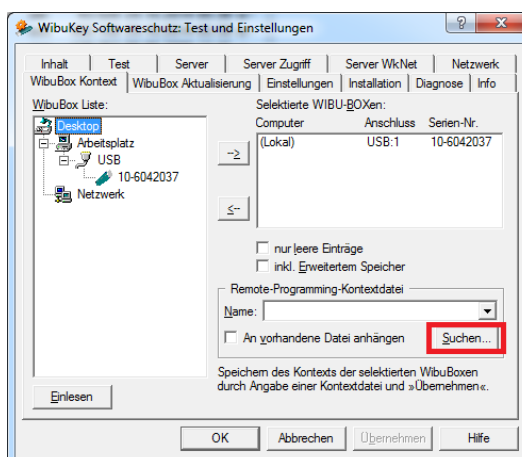 WibuKey Softwareschutz: Test und Einstellungen
Inhalt Test Server Server Zugriff Server WkNet Netzwerk
WibuBox Kontext WibuBox Aktualisierung Einstellungen Installation Diagnose Info
WibuBox Liste:
Desktop
Arbeitsplatz
USB
10-6042037
Netzwerk
Einlesen
Selektierte WIBU-BOXen:
Computer Anschluss Serien-Nr.
(Lokal) USB:1 10-6042037
-->
<--
nur leere Einträge
inkl. Erweitertem Speicher
Remote-Programming-Kontextdatei
Name:
An vorhandene Datei anhängen Suchen...
Speichern des Kontexts der selektierten WibuBoxen
durch Angabe einer Kontextdatei und »Übernehmen«.
OK Abbrechen Übernehmen Hilfe